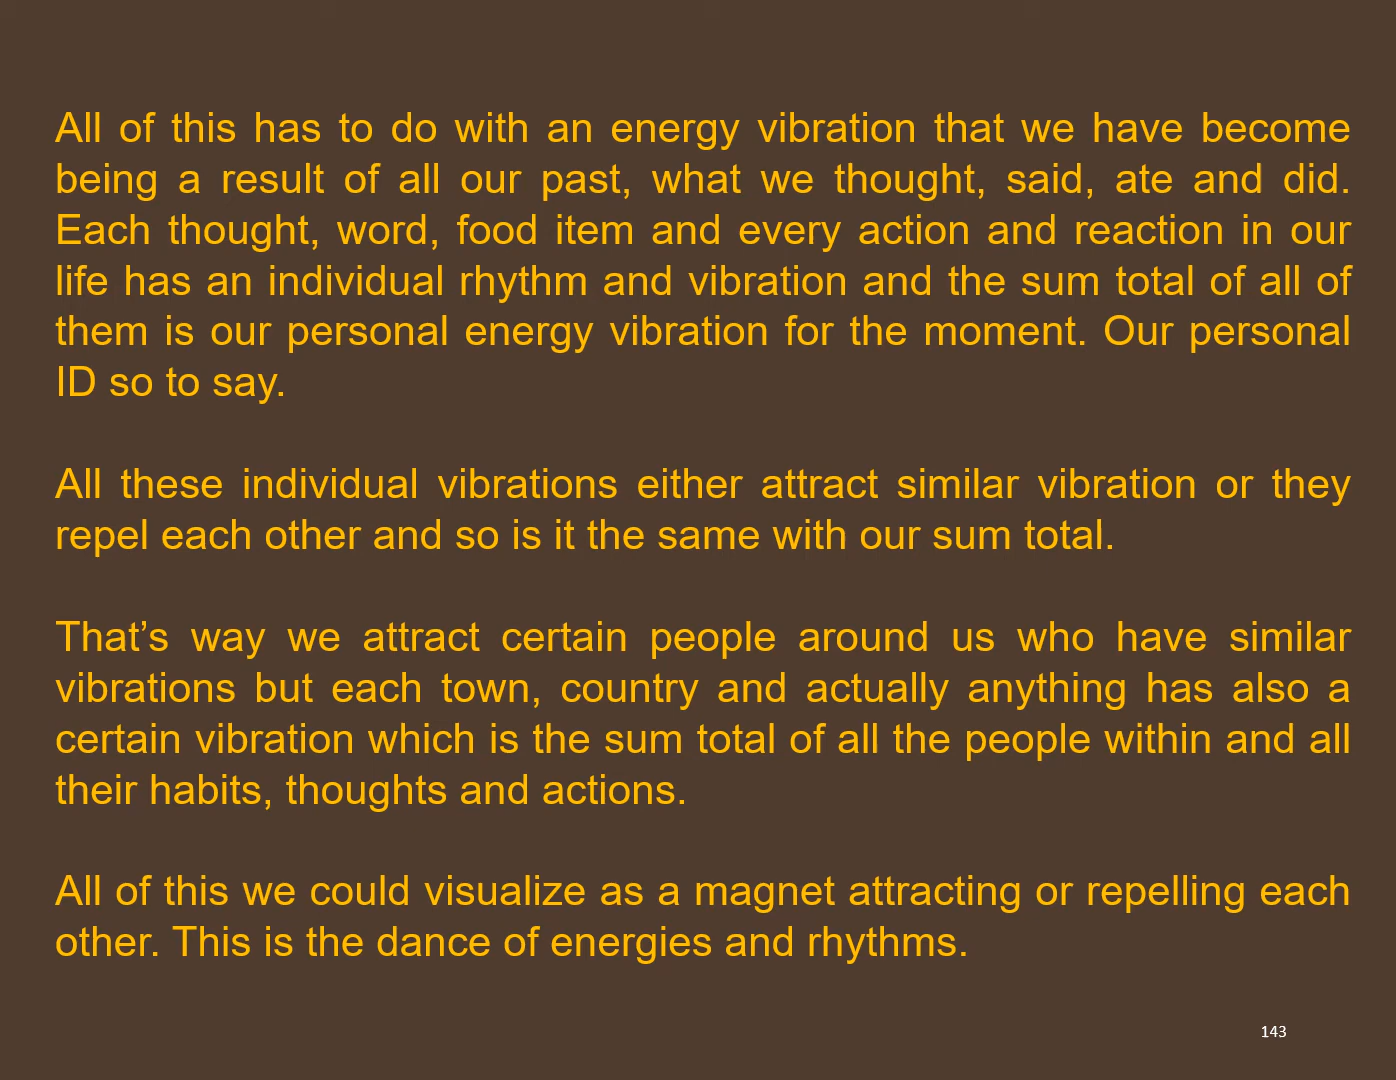 All of this has to do with an energy vibration that we have become
being a result of all our past, what we thought, said, ate and did.
Each thought, word, food item and every action and reaction in our
life has an individual rhythm and vibration and the sum total of all of
them is our personal energy vibration for the moment. Our personal
ID so to say.
All these individual vibrations either attract similar vibration or they
repel each other and so is it the same with our sum total.
That’s way we attract certain people around us who have similar
vibrations but each town, country and actually anything has also a
certain vibration which is the sum total of all the people within and all
their habits, thoughts and actions.
All of this we could visualize as a magnet attracting or repelling each
other. This is the dance of energies and rhythms.
143